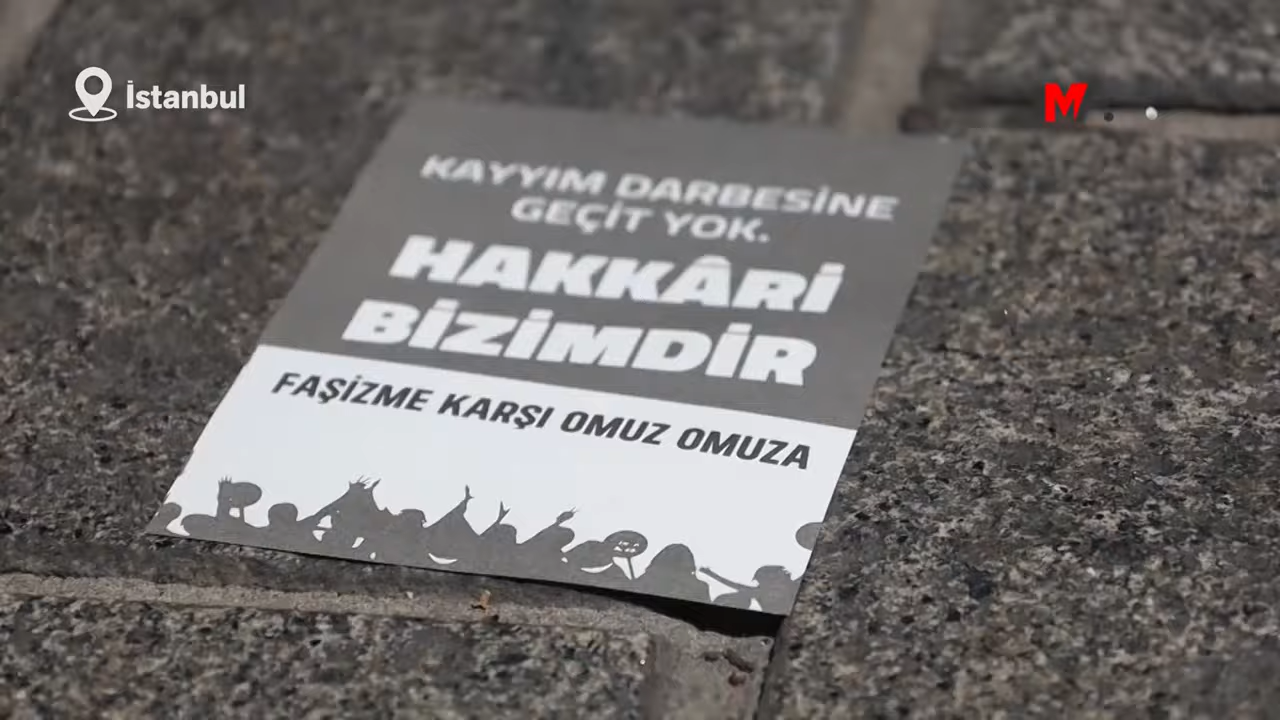 İstanbul
M
KAYYIM DARBESİNE
GEÇİT YOK.
HAKKÂRİ
BİZİMDİR
FAŞİZME KARŞI OMUZ OMUZA